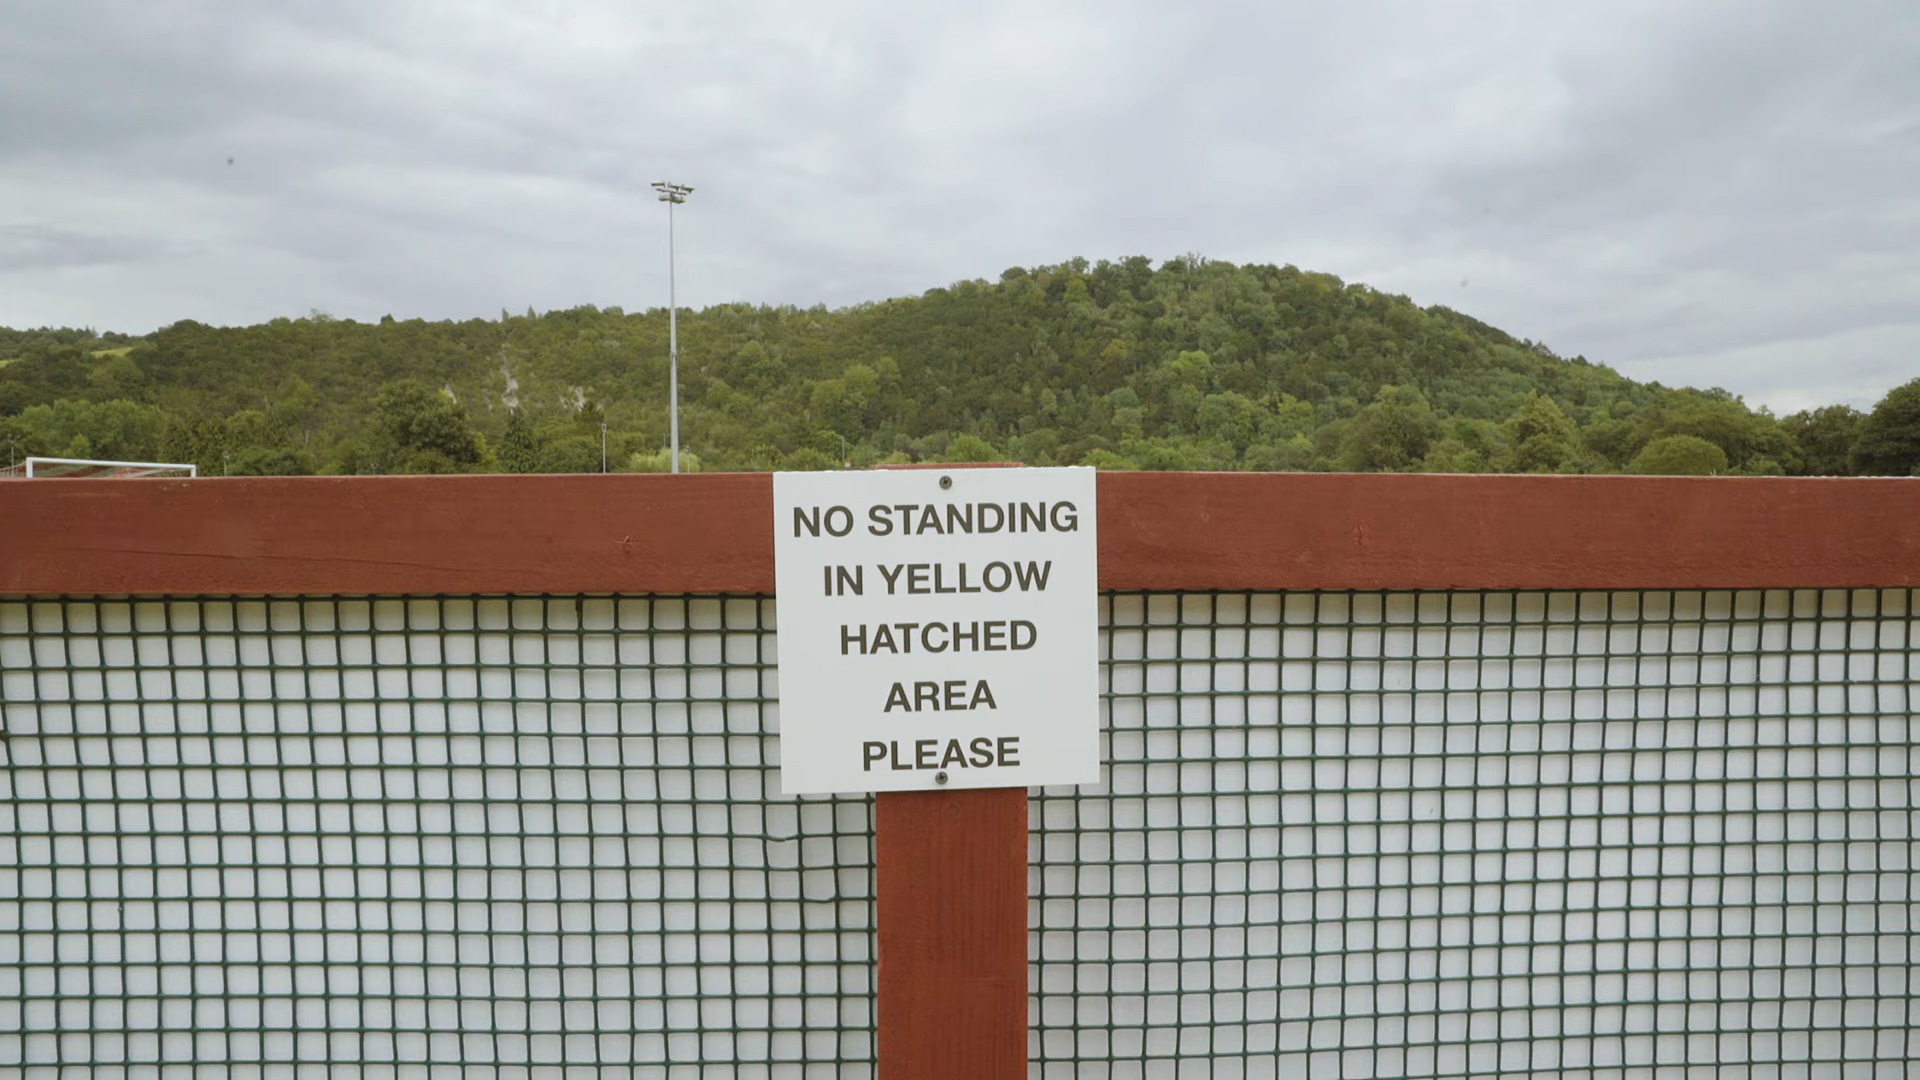 NO STANDING
IN YELLOW
HATCHED
AREA
PLEASE